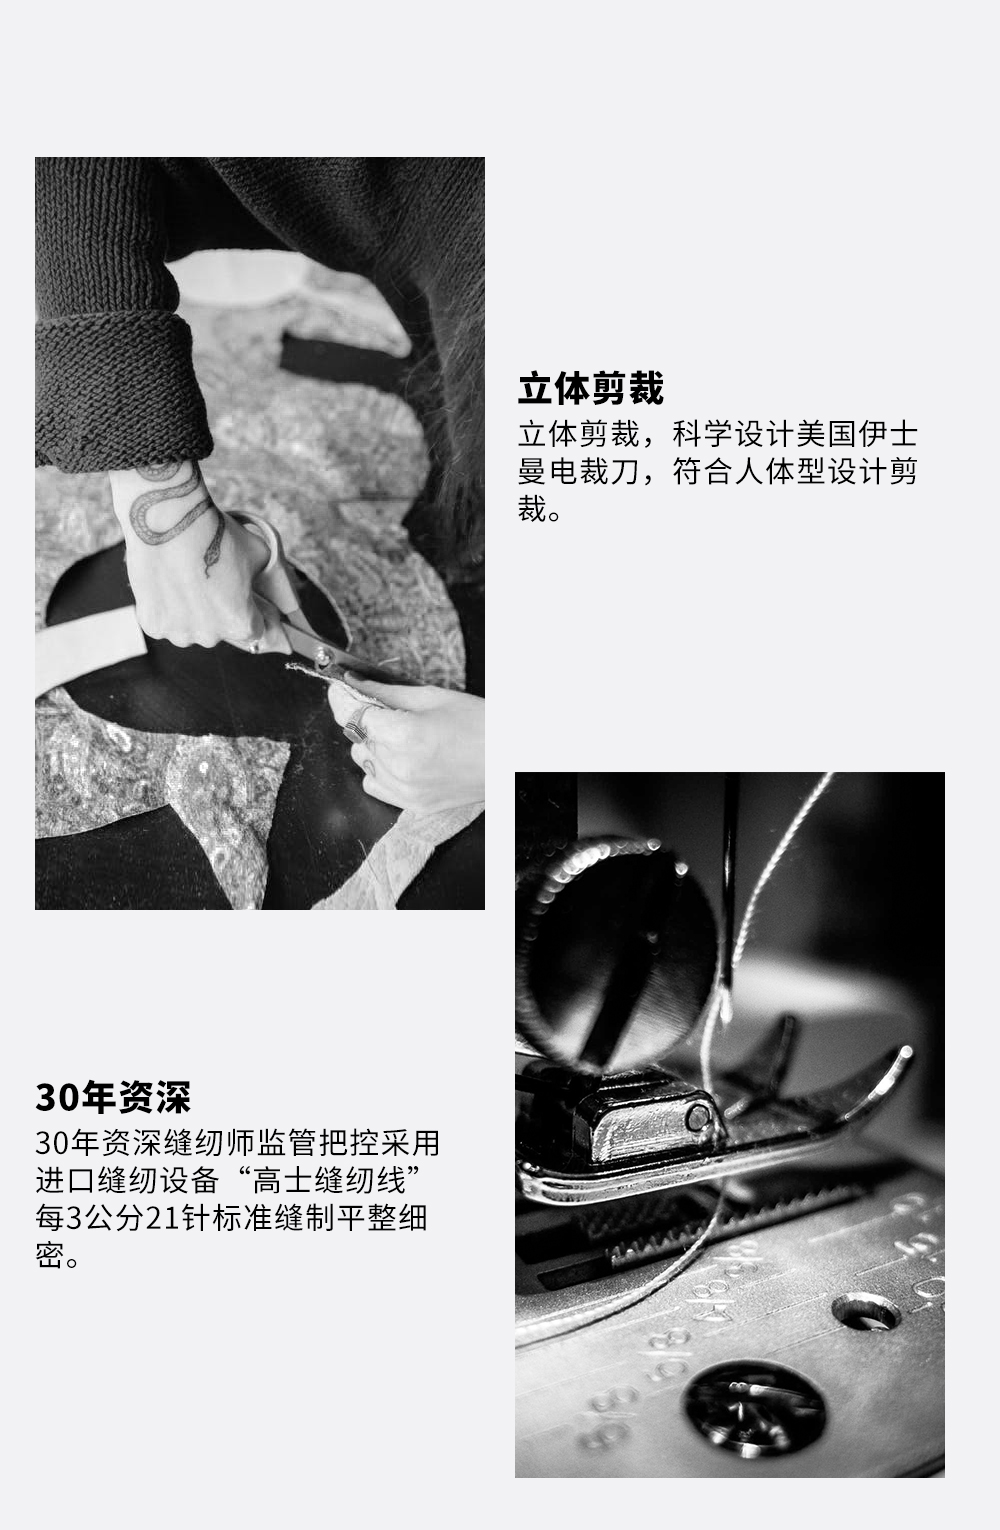 立体剪裁
立体剪裁，科学设计美国伊士
曼电裁刀，符合人体型设计剪
裁。
30年资深
30年资深缝纫师监管把控采用
进口缝纫设备“高士缝纫线”
每3公分21针标准缝制平整细
密。